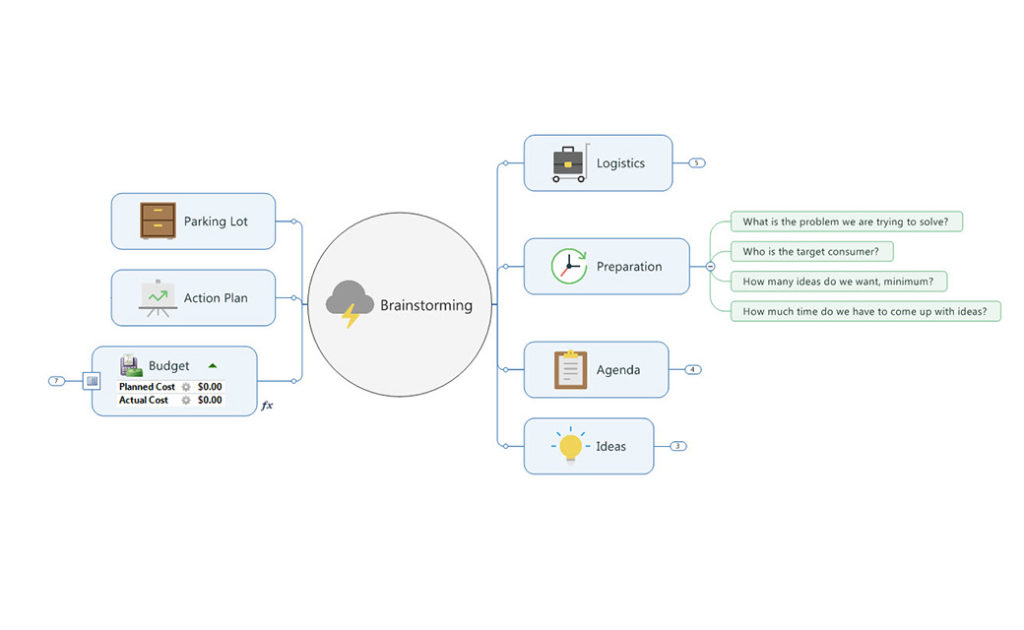 Brainstorming
Logistics
5
Preparation
What is the problem we are trying to solve?
Who is the target consumer?
How many ideas do we want, minimum?
How much time do we have to come up with ideas?
Agenda
4
Ideas
3
Parking Lot
Action Plan
Budget
Planned Cost $0.00
Actual Cost $0.00
7
fx